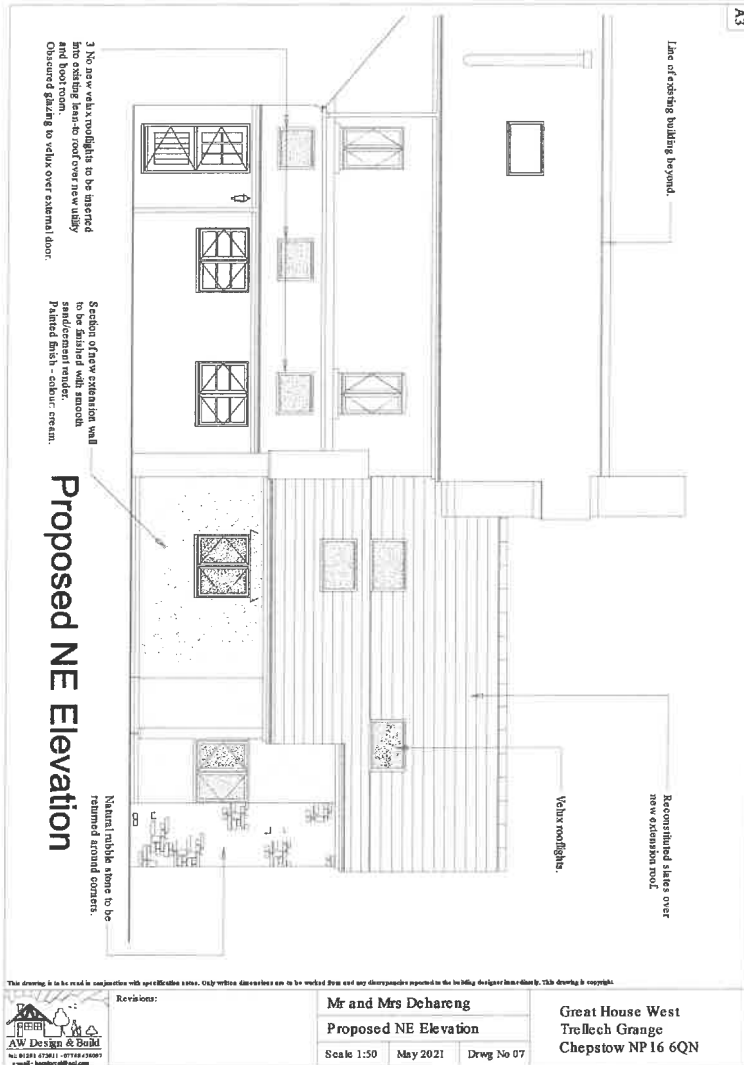 A3
Line of existing building beyond.
Reconstituted slates over
new extension roof.
Velux rooflights.
3 No new velux rooflights to be inserted
into existing lean-to roof over new utility
and boot room.
Obscured glazing to velux over external door.
Section of new extension wall
to be finished with smooth
sand/cement render.
Painted finish - colour: cream.
Natural rubble stone to be
returned around corners.
Proposed NE Elevation
This drawing is to be read in conjunction with specification notes. Only written dimensions are to be worked from and any discrepancies reported to the building designer immediately. This drawing is copyright.
AW Design & Build
Revisions:
Mr and Mrs Dehareng
Proposed NE Elevation
Scale 1:50 May 2021 Drwg No 07
Great House West
Trellech Grange
Chepstow NP16 6QN